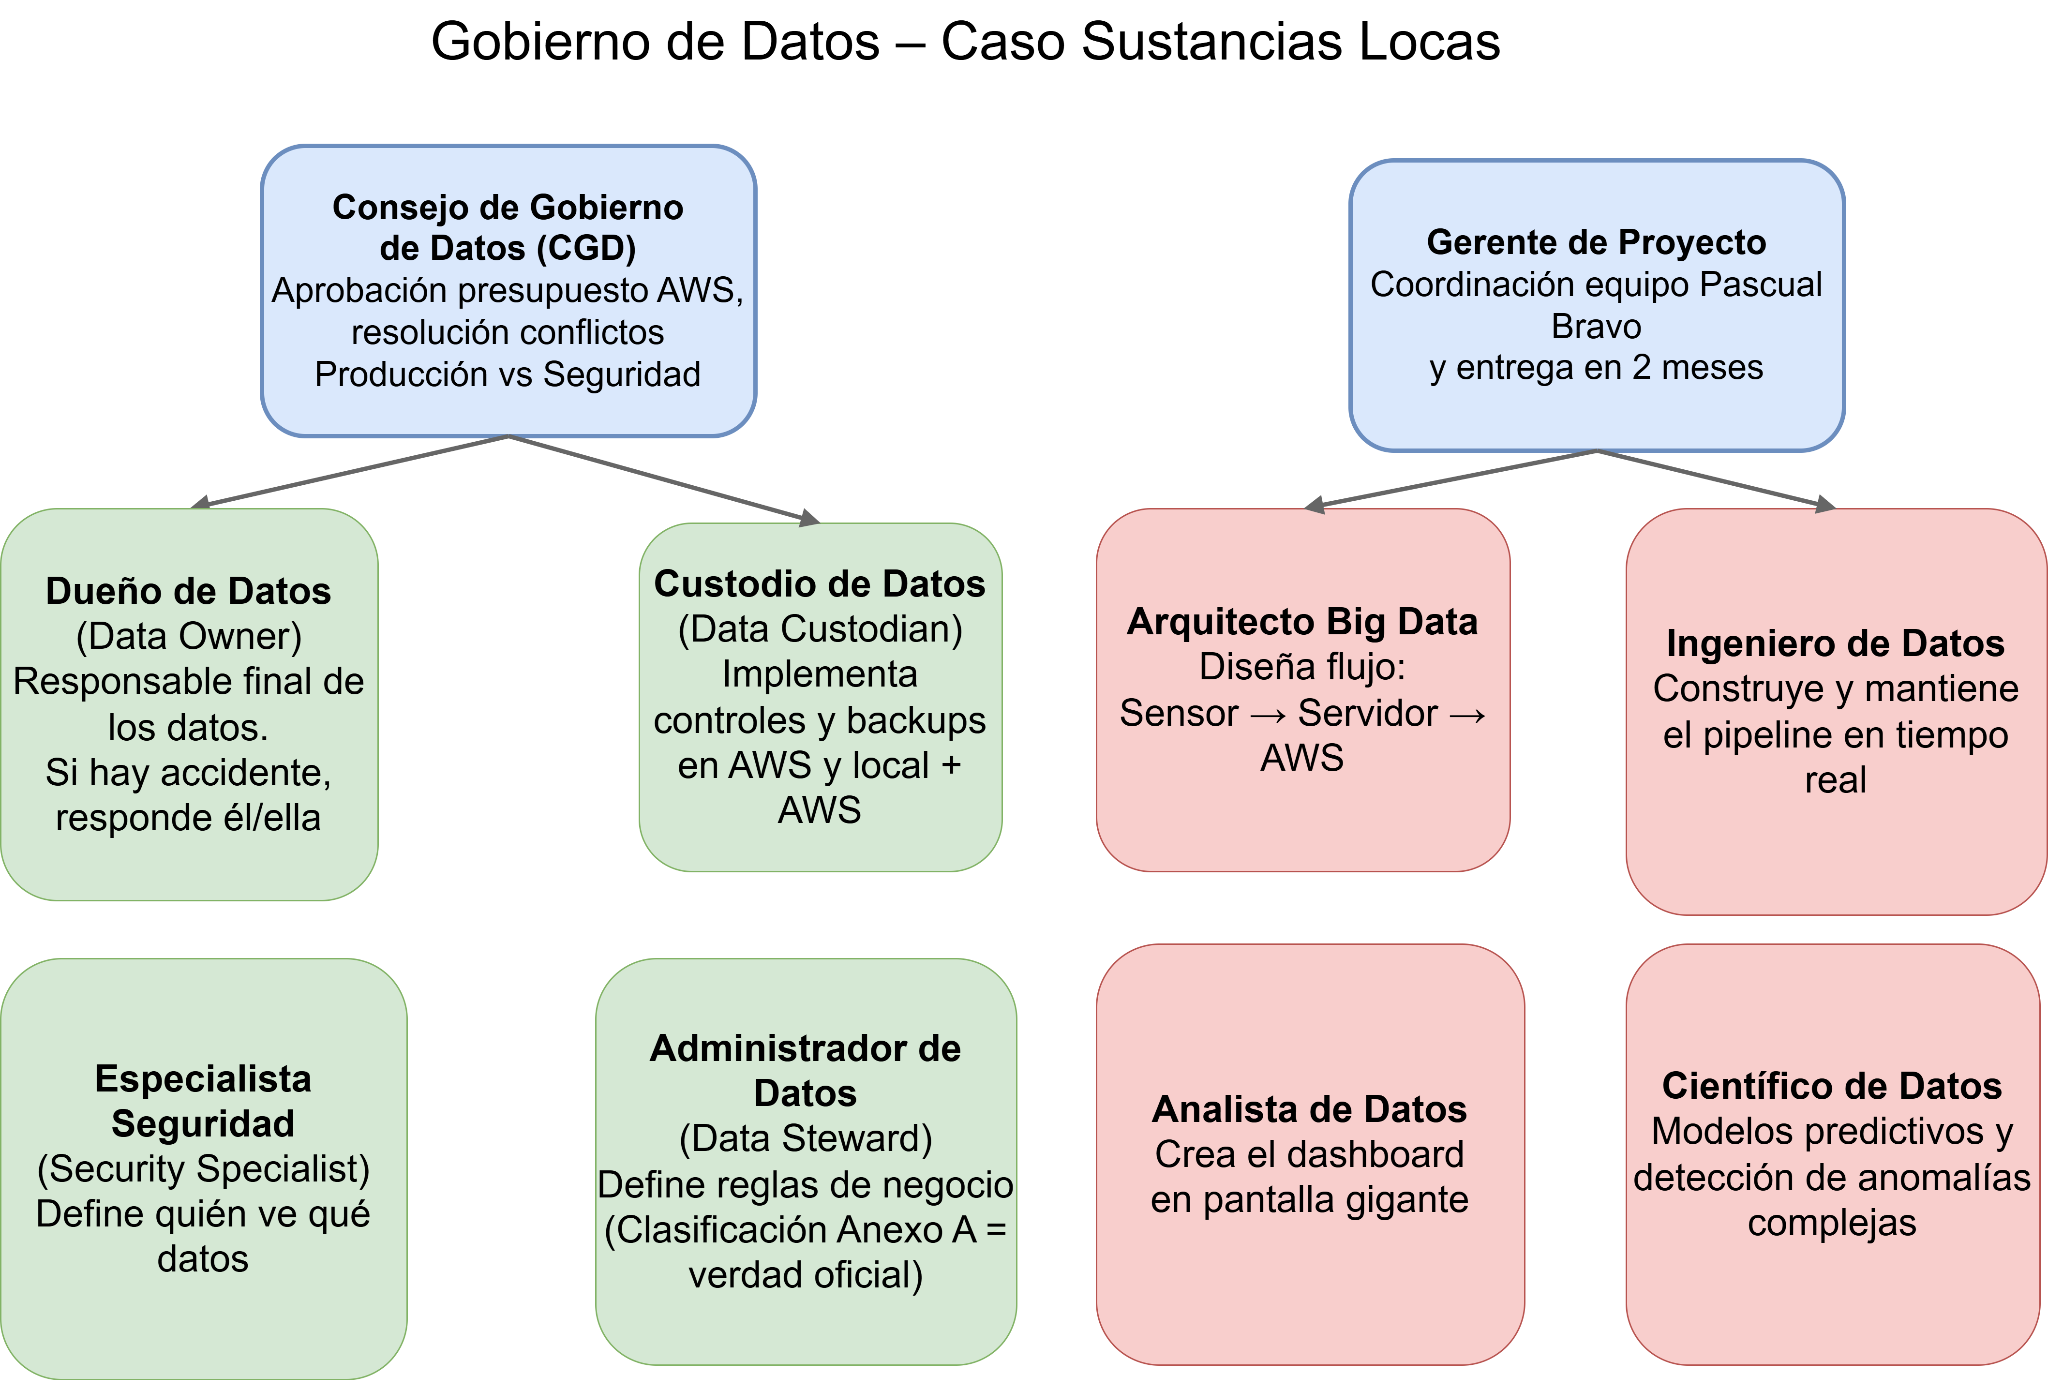 Gobierno de Datos – Caso Sustancias Locas
Consejo de Gobierno
de Datos (CGD)
Aprobación presupuesto AWS,
resolución conflictos
Producción vs Seguridad
Gerente de Proyecto
Coordinación equipo Pascual
Bravo
y entrega en 2 meses
Dueño de Datos
(Data Owner)
Responsable final de
los datos.
Si hay accidente,
responde él/ella
Custodio de Datos
(Data Custodian)
Implementa
controles y backups
en AWS y local +
AWS
Arquitecto Big Data
Diseña flujo:
Sensor → Servidor →
AWS
Ingeniero de Datos
Construye y mantiene
el pipeline en tiempo
real
Especialista
Seguridad
(Security Specialist)
Define quién ve qué
datos
Administrador de
Datos
(Data Steward)
Define reglas de negocio
(Clasificación Anexo A =
verdad oficial)
Analista de Datos
Crea el dashboard
en pantalla gigante
Científico de Datos
Modelos predictivos y
detección de anomalías
complejas